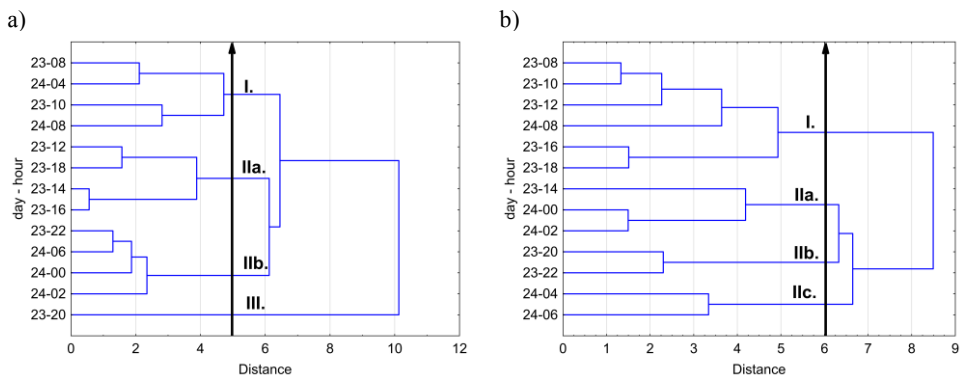 a)
day - hour
23-08
24-04
23-10
24-08
23-12
23-18
23-14
23-16
23-22
24-06
24-00
24-02
23-20
I.
IIa.
IIb.
III.
0 2 4 6 8 10 12
Distance
b)
day - hour
23-08
23-10
23-12
24-08
23-16
23-18
23-14
24-00
24-02
23-20
23-22
24-04
24-06
I.
IIa.
IIb.
IIc.
0 1 2 3 4 5 6 7 8 9
Distance